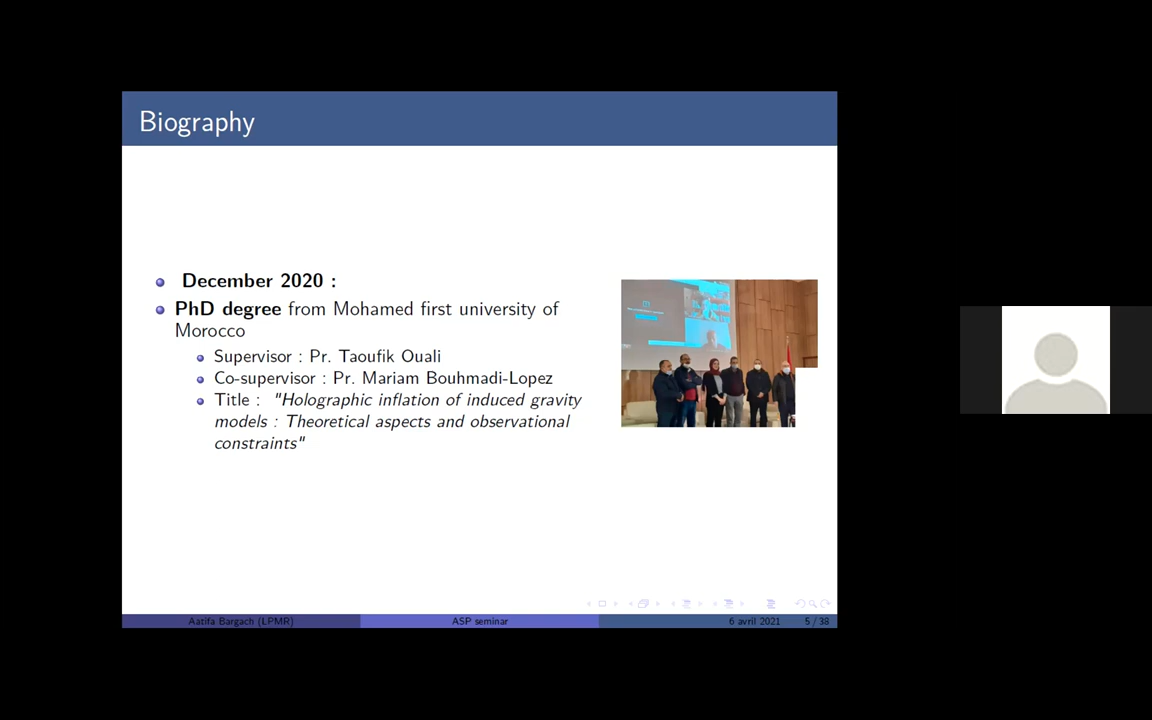 Biography
December 2020 :
PhD degree from Mohamed first university of
Morocco
Supervisor : Pr. Taoufik Ouali
Co-supervisor : Pr. Mariam Bouhmadi-Lopez
Title : "Holographic inflation of induced gravity
models : Theoretical aspects and observational
constraints"
Aatifa Bargach (LPMR) ASP seminar 6 avril 2021 5 / 38